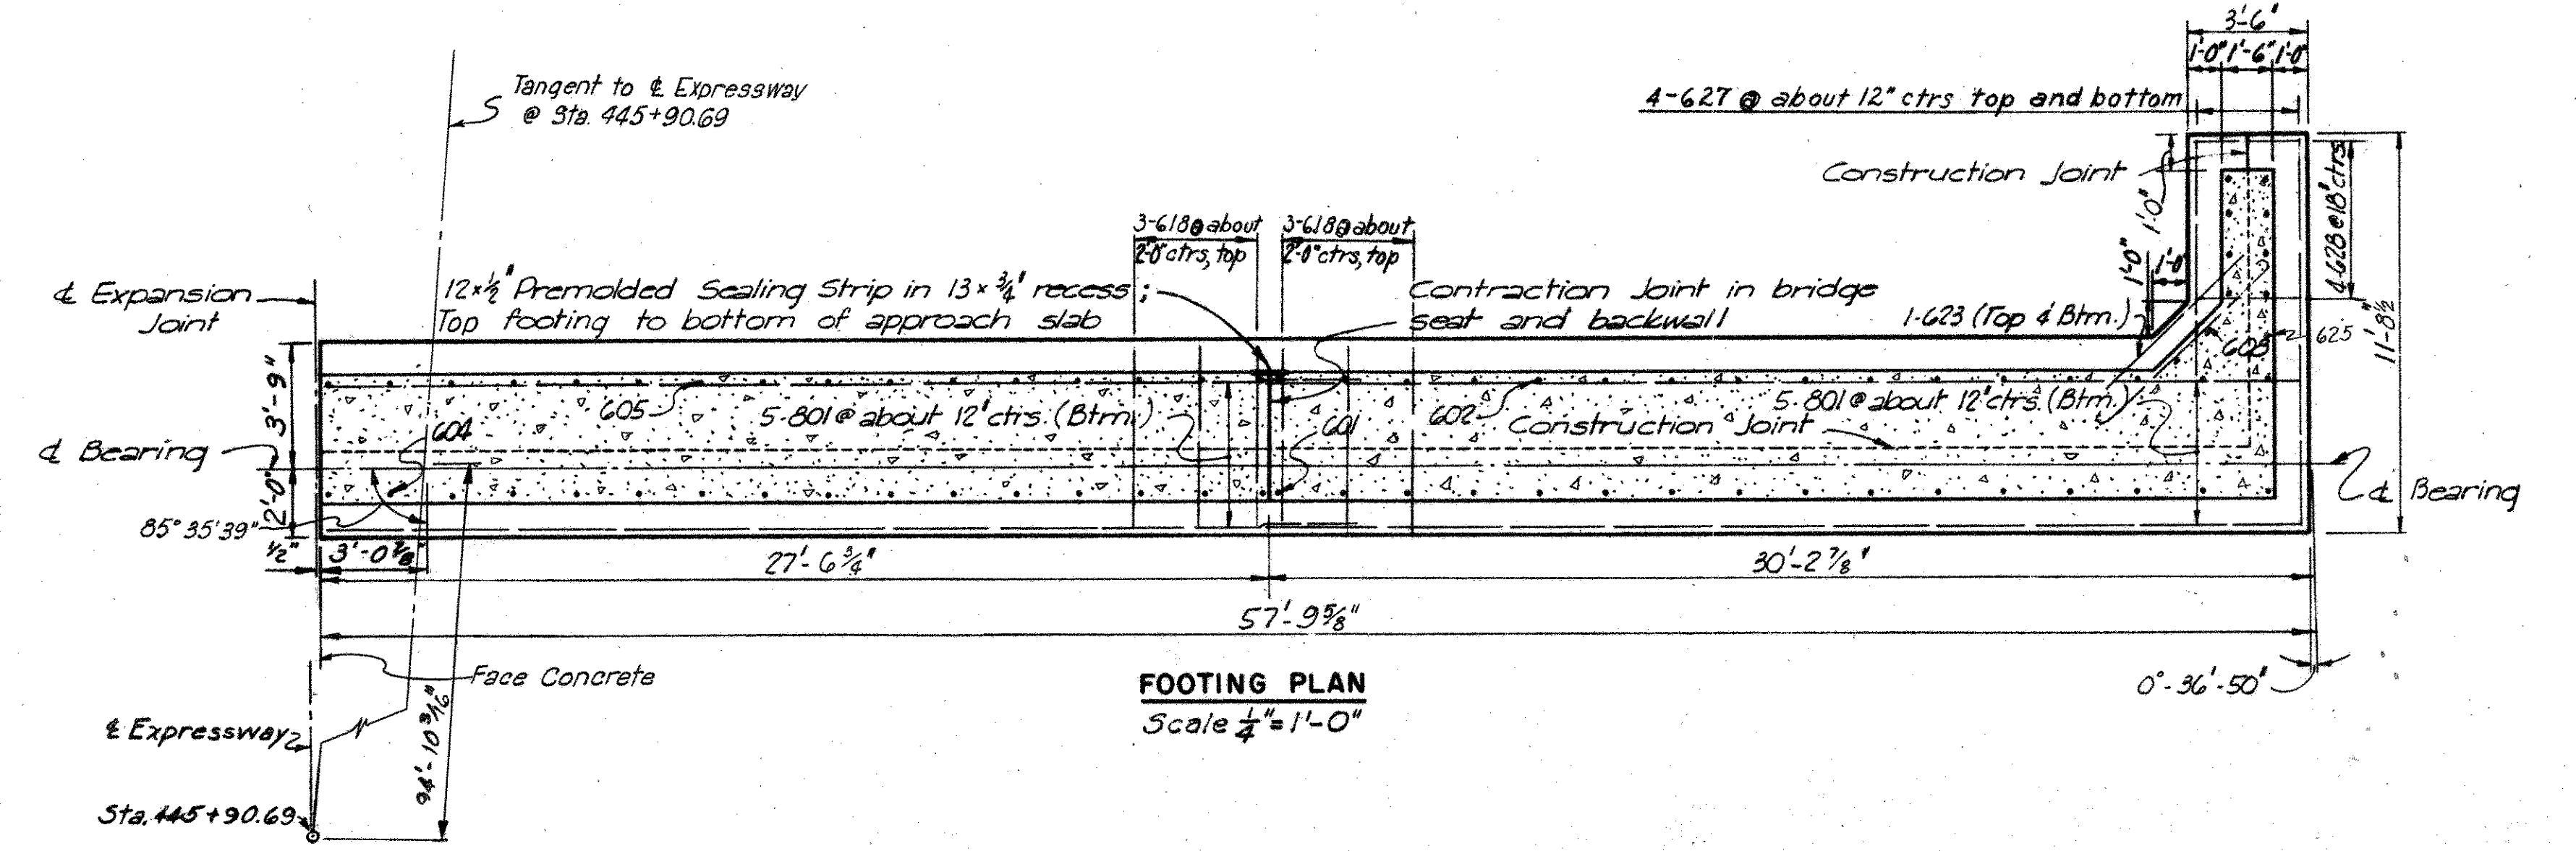 3'-6"
1'-0" 1'-6" 1'-0"
Tangent to ℄ Expressway
@ Sta. 445+90.69
4-627 @ about 12" ctrs top and bottom
Construction Joint
1'-0"
4-628@18"ctrs
11'-8½"
3-618@about
2'-0"ctrs, top
3-618@about
2'-0"ctrs, top
1'-0"
1'-0"
℄ Expansion
Joint
12×½" Premolded Sealing Strip in 13×¾" recess;
Top footing to bottom of approach slab
Contraction Joint in bridge
seat and backwall
1-623 (Top & Btm.)
603
625
3'-9"
605
604
5-801@about 12"ctrs. (Btm.)
601
602
5-801@about 12"ctrs. (Btm.)
Construction Joint
℄ Bearing
2'-0"
℄ Bearing
85°35'39"
½"
3'-0⅞"
27'-6¾"
30'-2⅞"
57'-9⅝"
Face Concrete
0°-36'-50"
FOOTING PLAN
Scale ¼"=1'-0"
℄ Expressway
Sta. 445+90.69